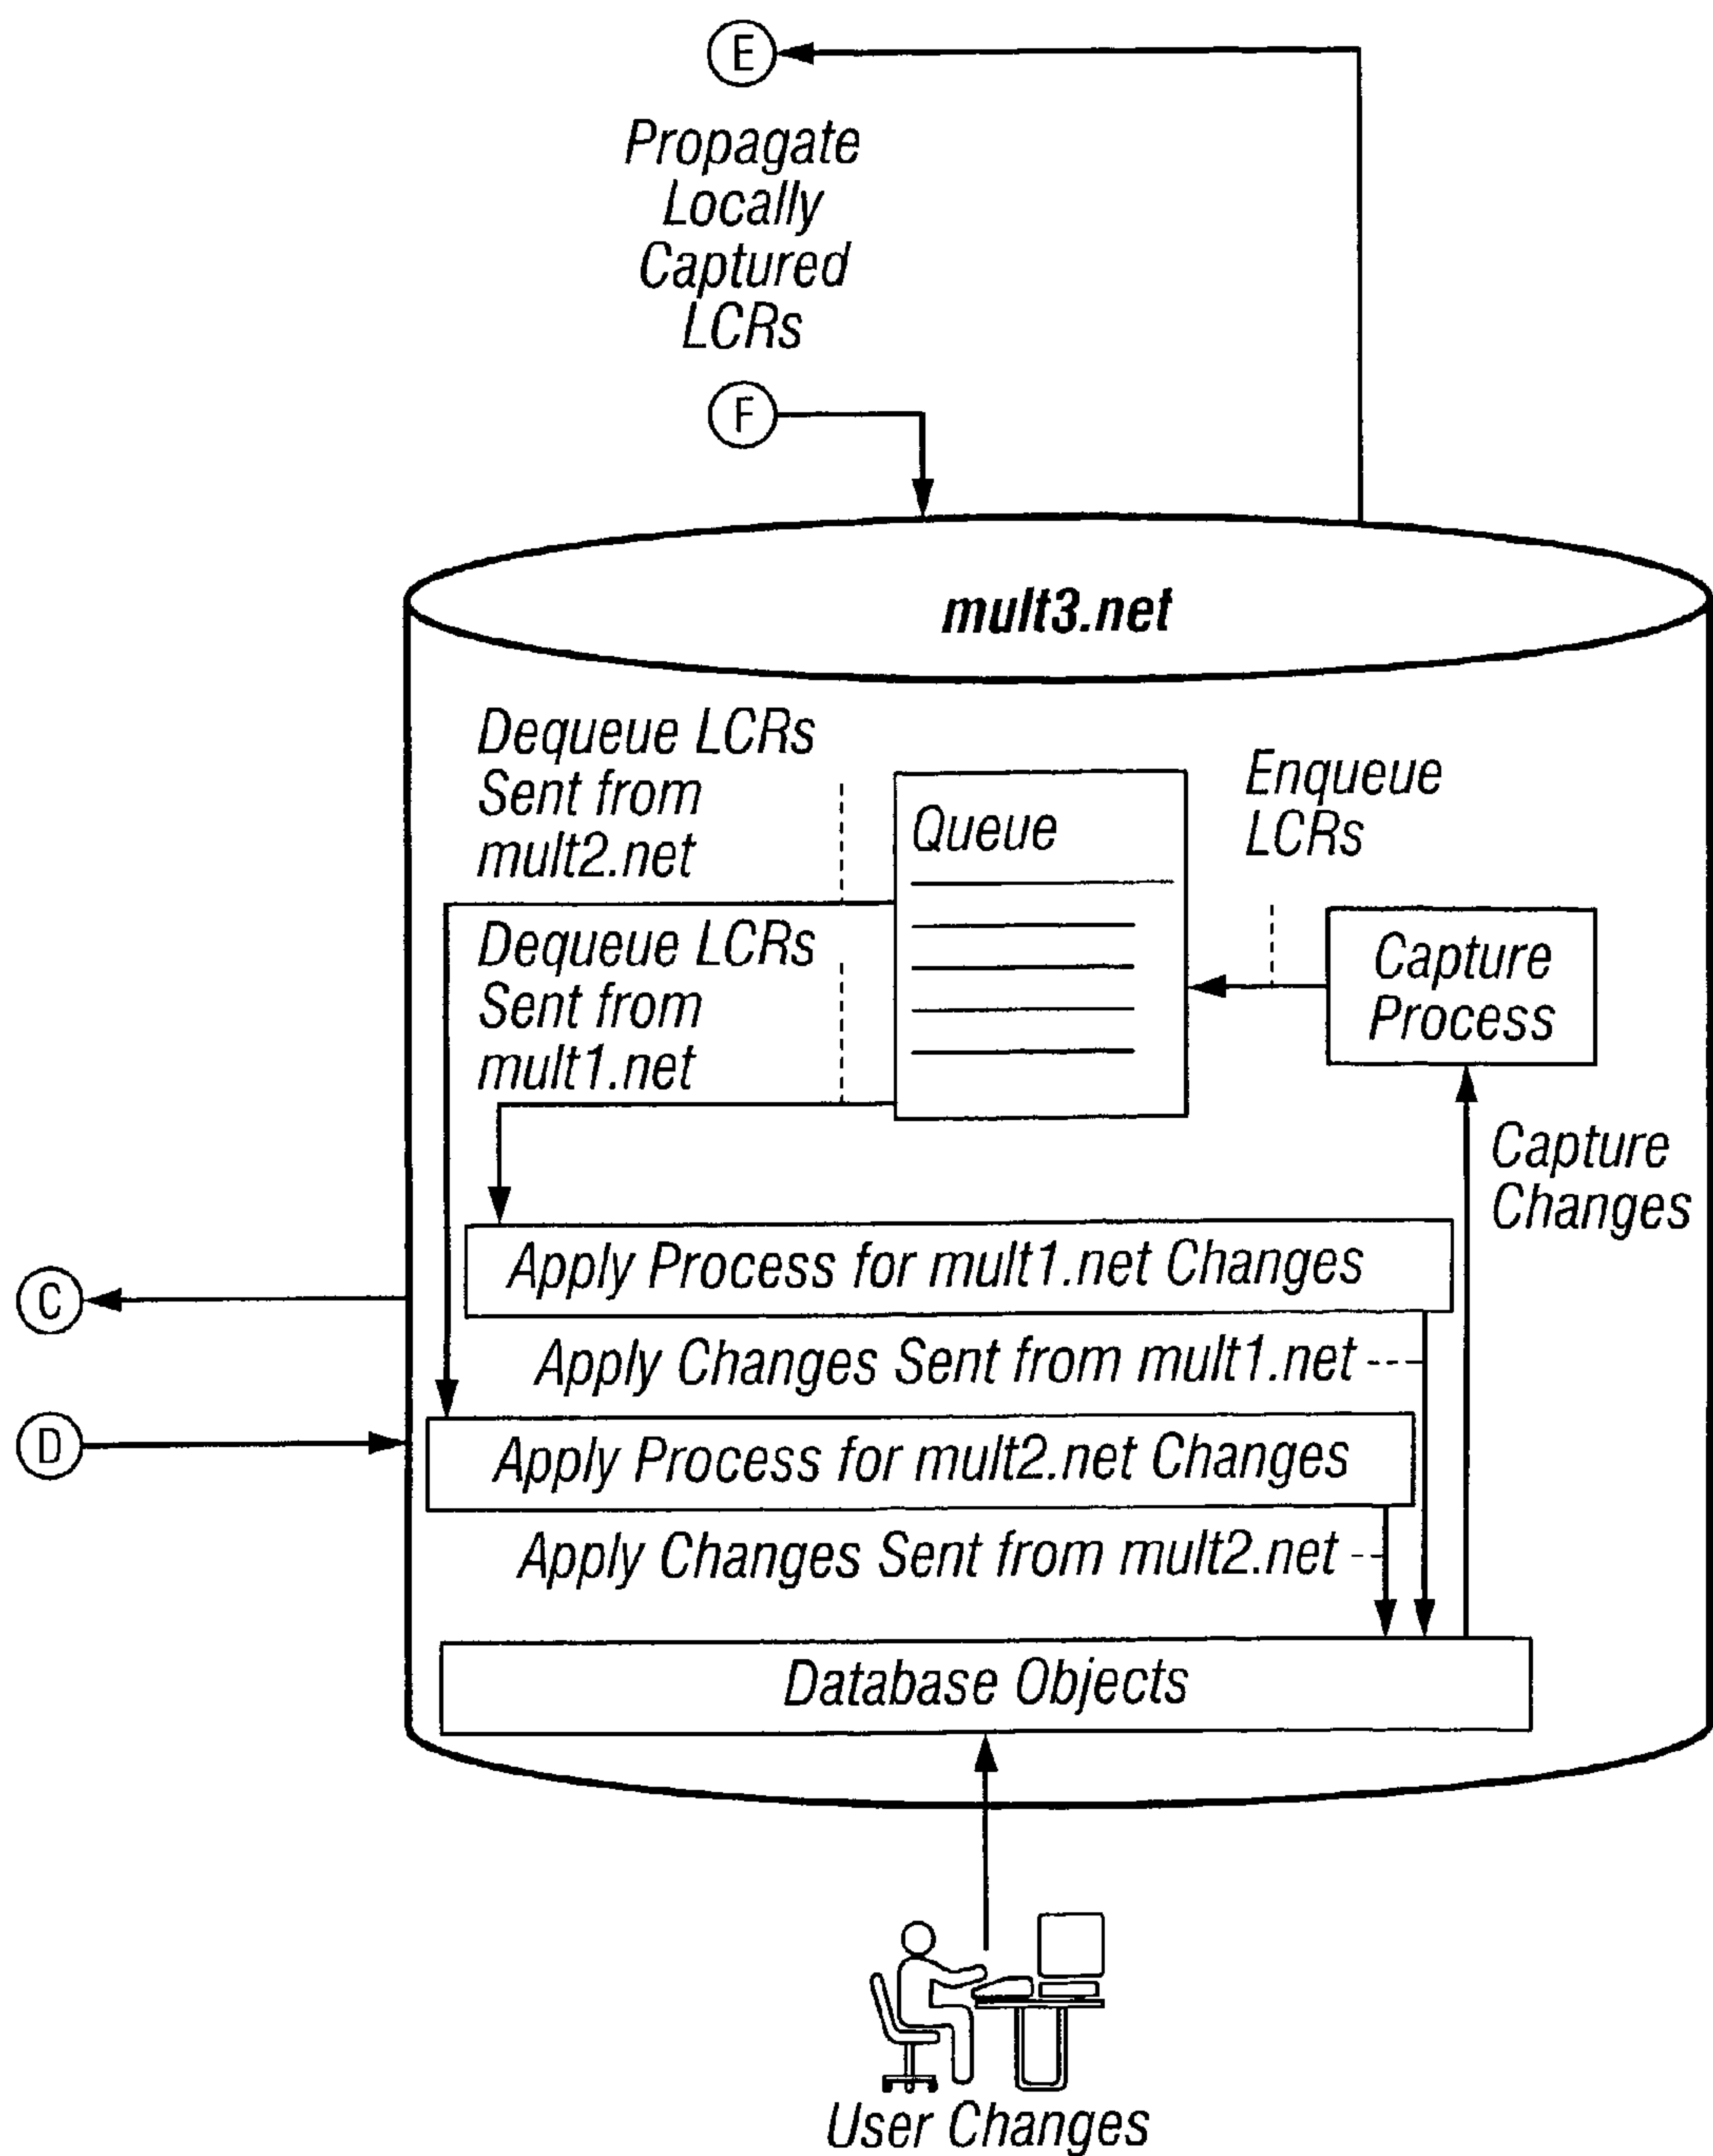 E
Propagate
Locally
Captured
LCRs
F
mult3.net
Dequeue LCRs
Sent from
mult2.net
Queue
Enqueue
LCRs
Dequeue LCRs
Sent from
mult1.net
Capture
Process
Capture
Changes
Apply Process for mult1.net Changes
C
Apply Changes Sent from mult1.net
D
Apply Process for mult2.net Changes
Apply Changes Sent from mult2.net
Database Objects
User Changes